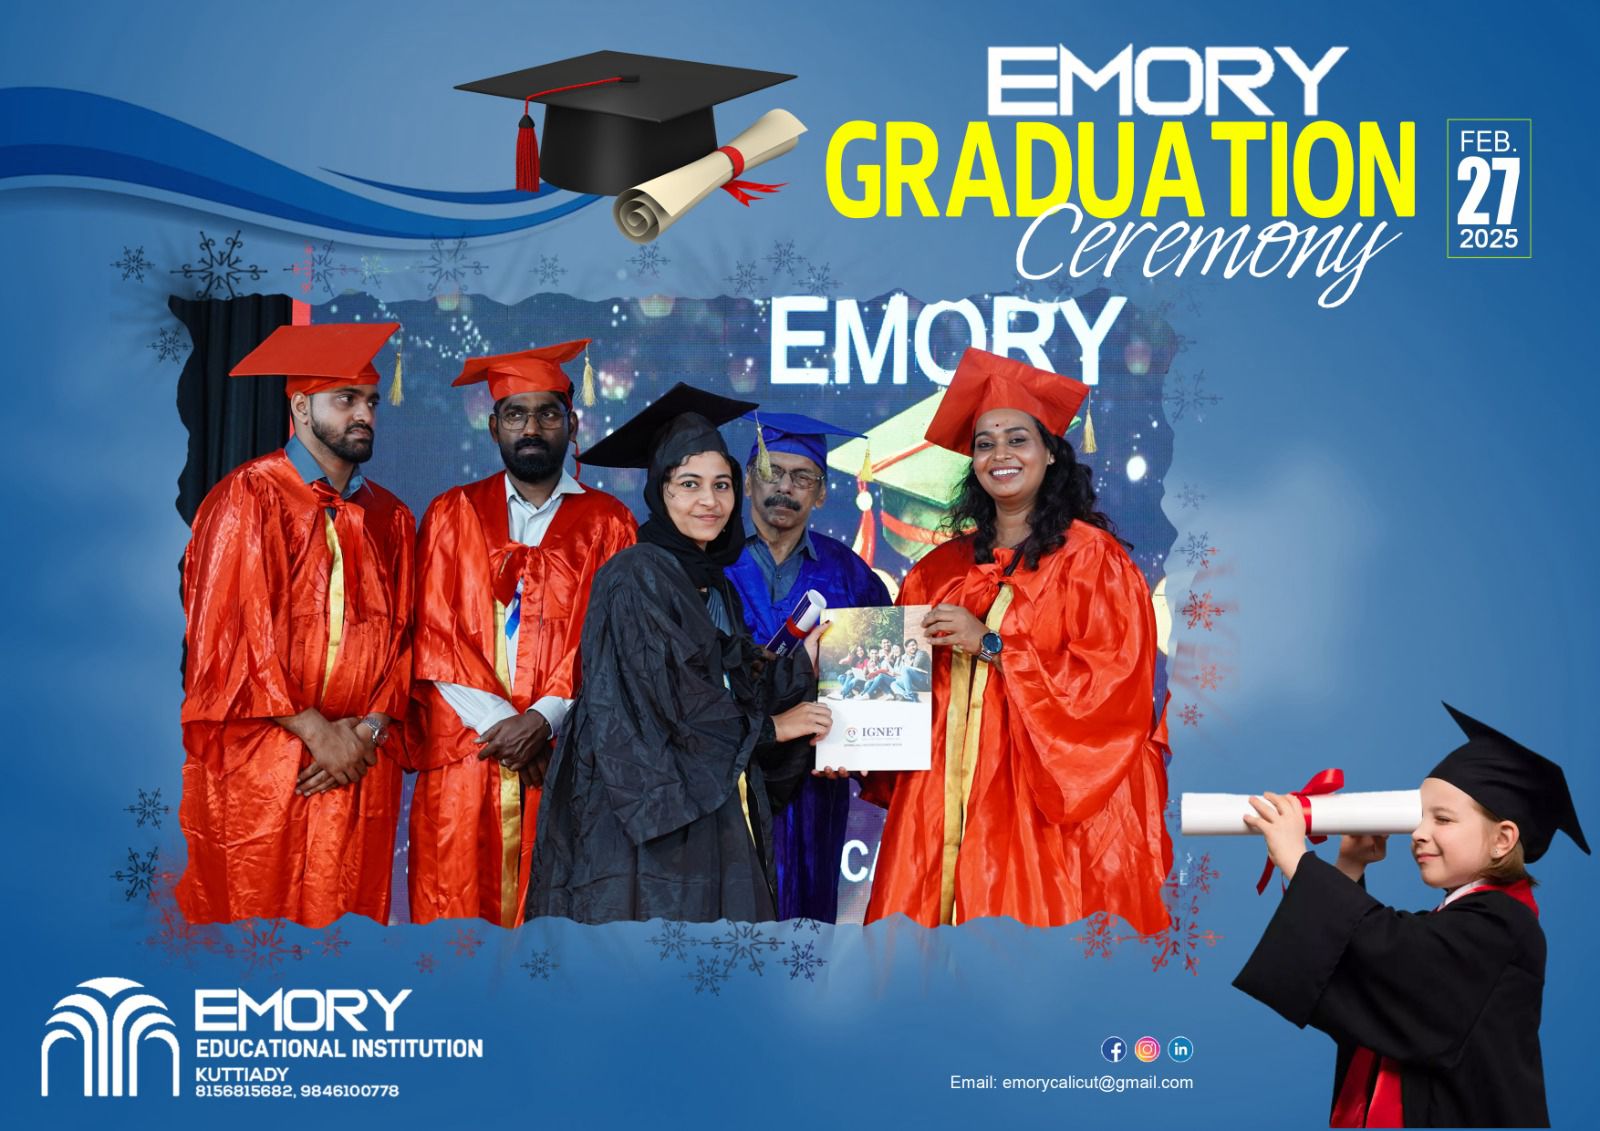 EMORY
GRADUATION
Ceremony
FEB.
27
2025
EMORY
IGNET
EMORY
EDUCATIONAL INSTITUTION
KUTTIADY
8156815682, 9846100778
Email: emorycalicut@gmail.com